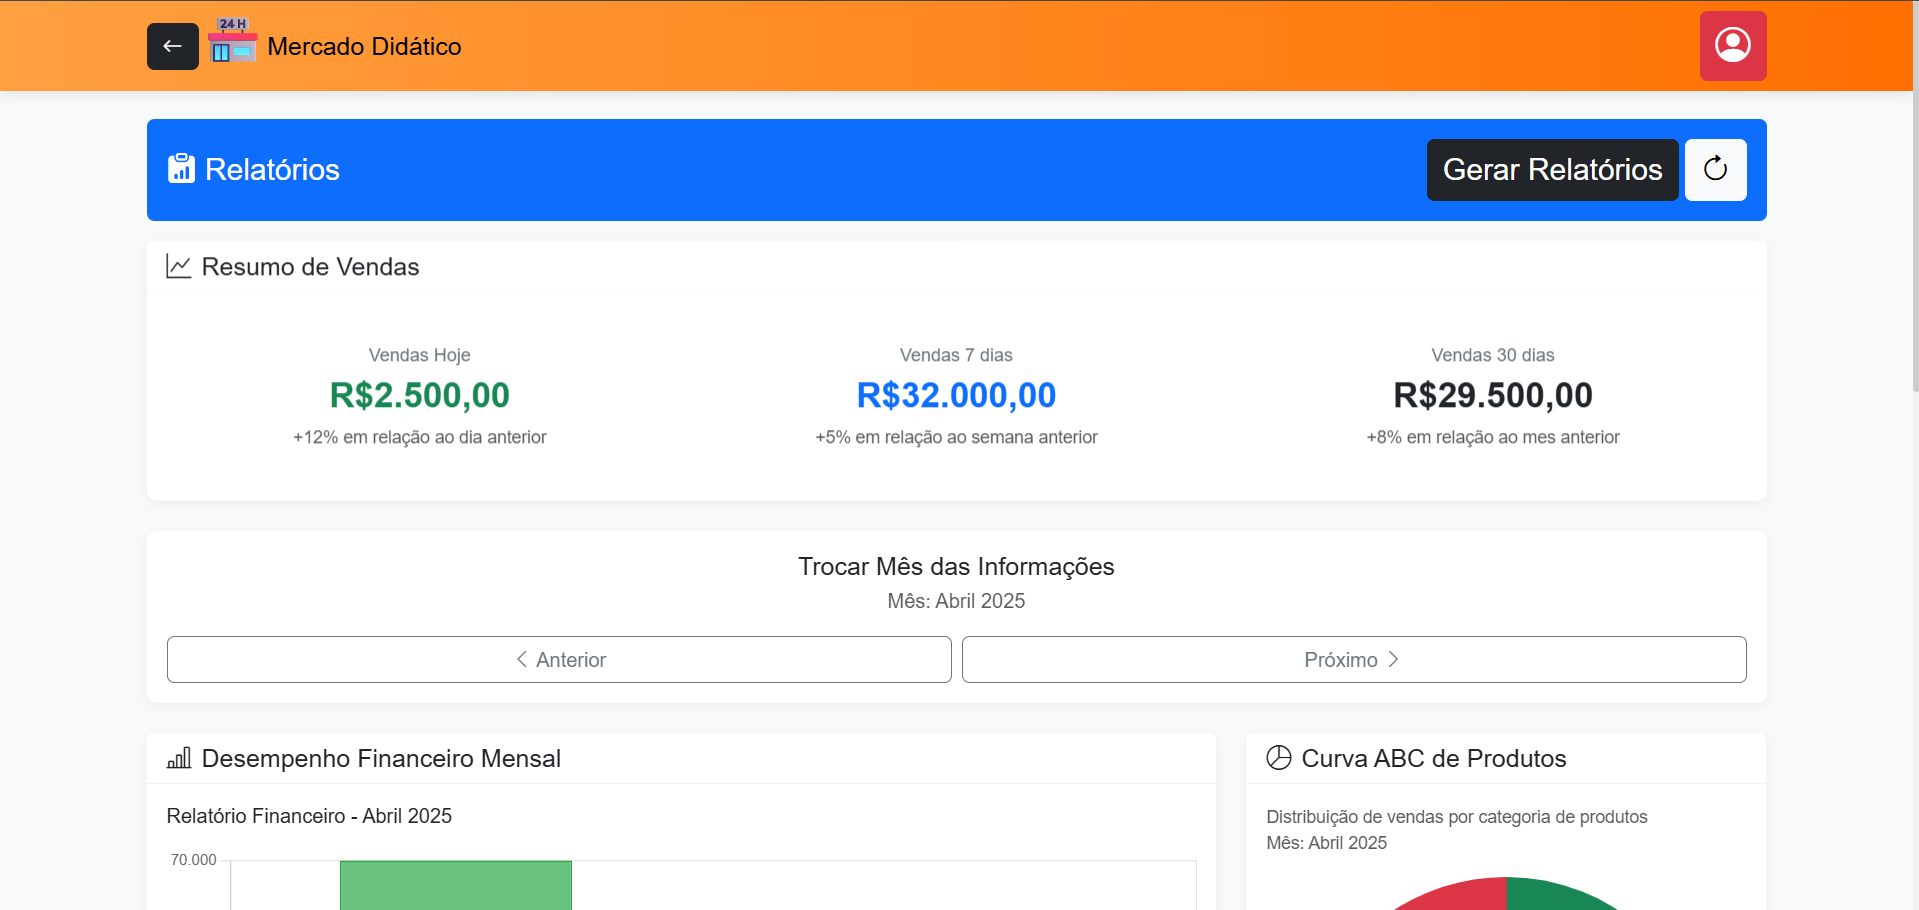 24 H
Mercado Didático
Relatórios
Gerar Relatórios
Resumo de Vendas
Vendas Hoje
R$2.500,00
+12% em relação ao dia anterior
Vendas 7 dias
R$32.000,00
+5% em relação ao semana anterior
Vendas 30 dias
R$29.500,00
+8% em relação ao mes anterior
Trocar Mês das Informações
Mês: Abril 2025
Anterior
Próximo
Desempenho Financeiro Mensal
Relatório Financeiro - Abril 2025
70.000
Curva ABC de Produtos
Distribuição de vendas por categoria de produtos
Mês: Abril 2025